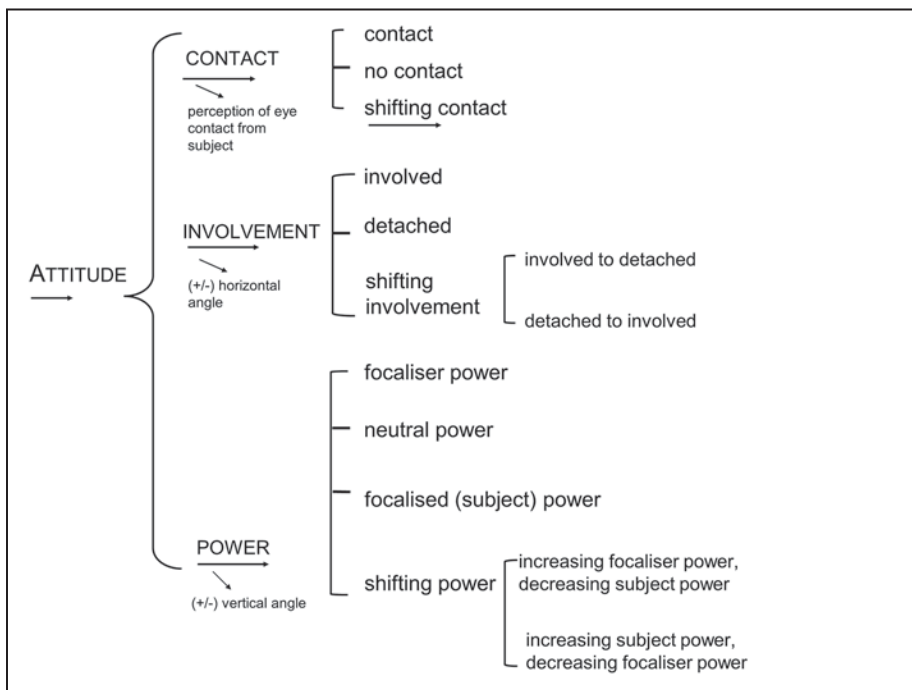 ATTITUDE
CONTACT
perception of eye
contact from
subject
contact
no contact
shifting contact
INVOLVEMENT
(+/-) horizontal
angle
involved
detached
shifting
involvement
involved to detached
detached to involved
POWER
(+/-) vertical angle
focaliser power
neutral power
focalised (subject) power
shifting power
increasing focaliser power,
decreasing subject power
increasing subject power,
decreasing focaliser power